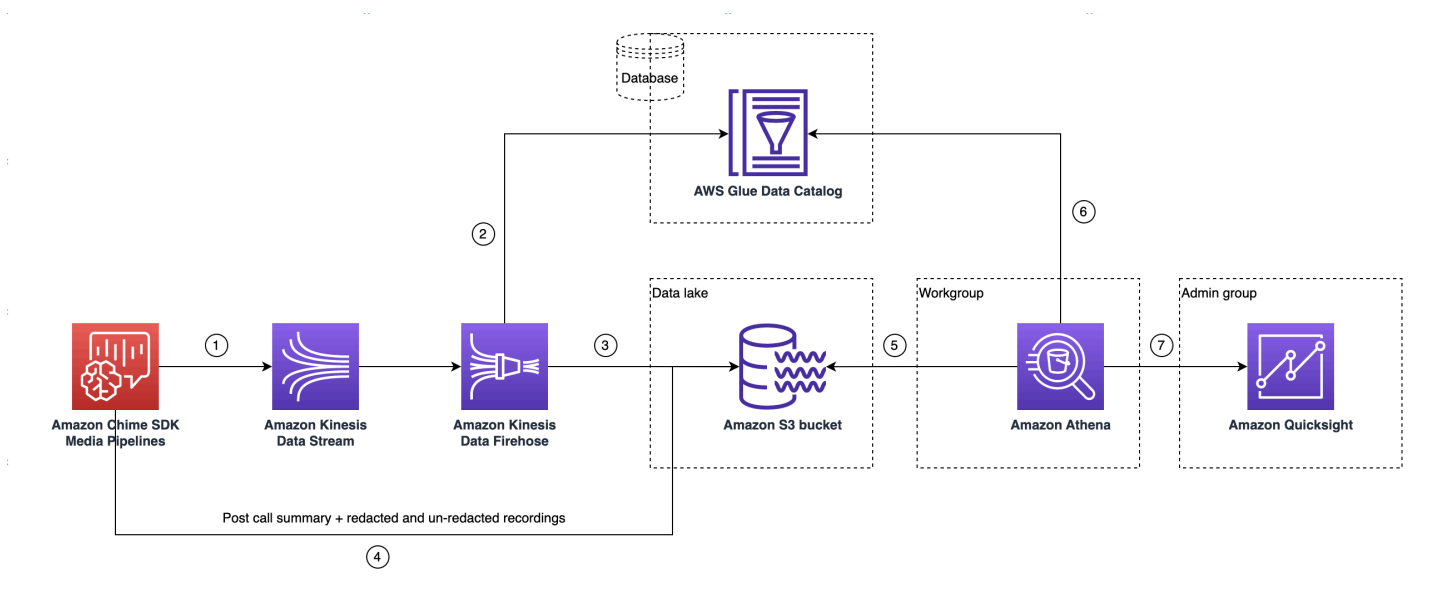 Database
AWS Glue Data Catalog
2
6
Data lake
Workgroup
Admin group
1
3
5
7
Amazon Chime SDK
Media Pipelines
Amazon Kinesis
Data Stream
Amazon Kinesis
Data Firehose
Amazon S3 bucket
Amazon Athena
Amazon Quicksight
Post call summary + redacted and un-redacted recordings
4